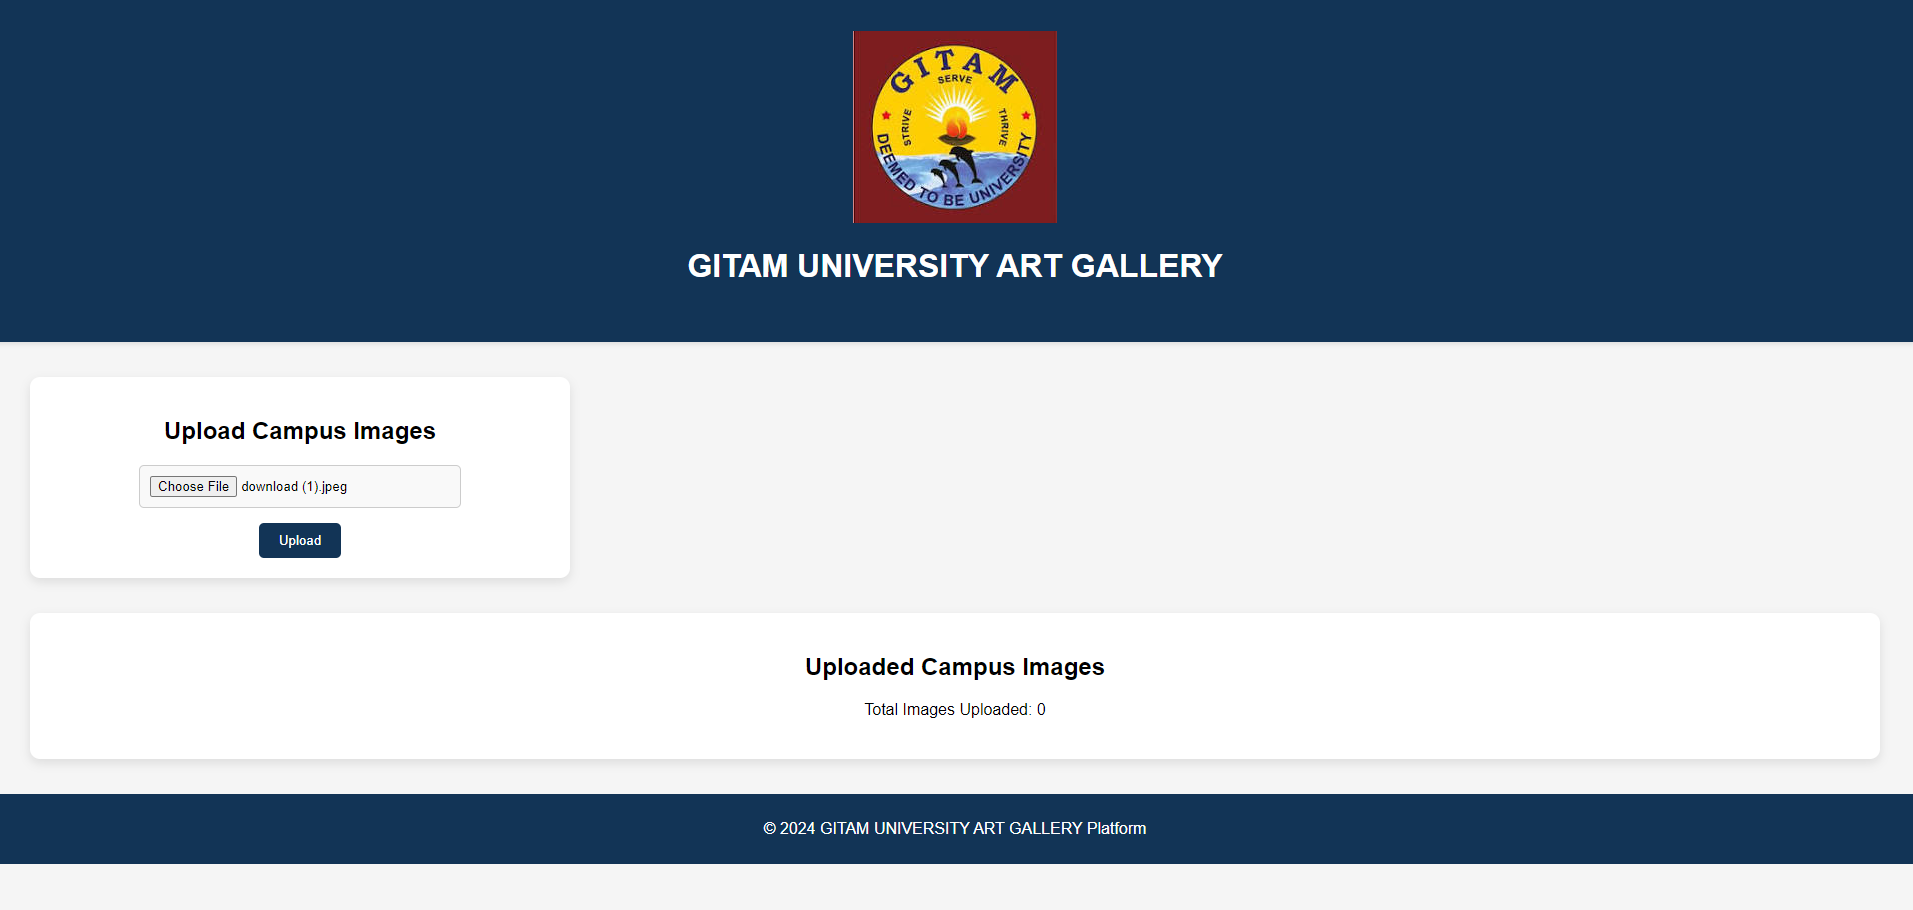 GITAM
SERVE
STRIVE
THRIVE
DEEMED TO BE UNIVERSITY
GITAM UNIVERSITY ART GALLERY
Upload Campus Images
Choose File download (1).jpeg
Upload
Uploaded Campus Images
Total Images Uploaded: 0
© 2024 GITAM UNIVERSITY ART GALLERY Platform